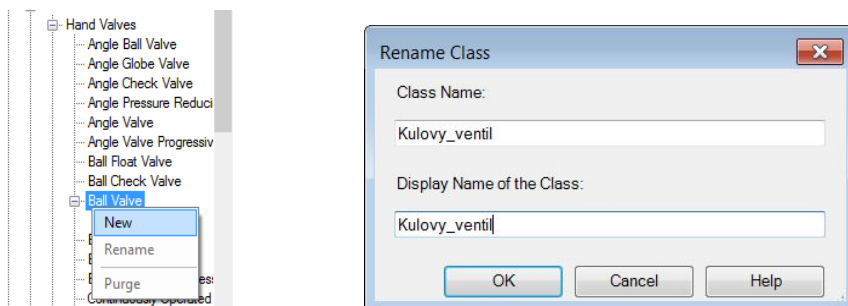 Hand Valves
Angle Ball Valve
Angle Globe Valve
Angle Check Valve
Angle Pressure Reduci
Angle Valve
Angle Valve Progressiv
Ball Float Valve
Ball Check Valve
Ball Valve
New
Rename
Purge
Continuously Operated
Rename Class
Class Name:
Kulovy_ventil
Display Name of the Class:
Kulovy_ventil
OK
Cancel
Help